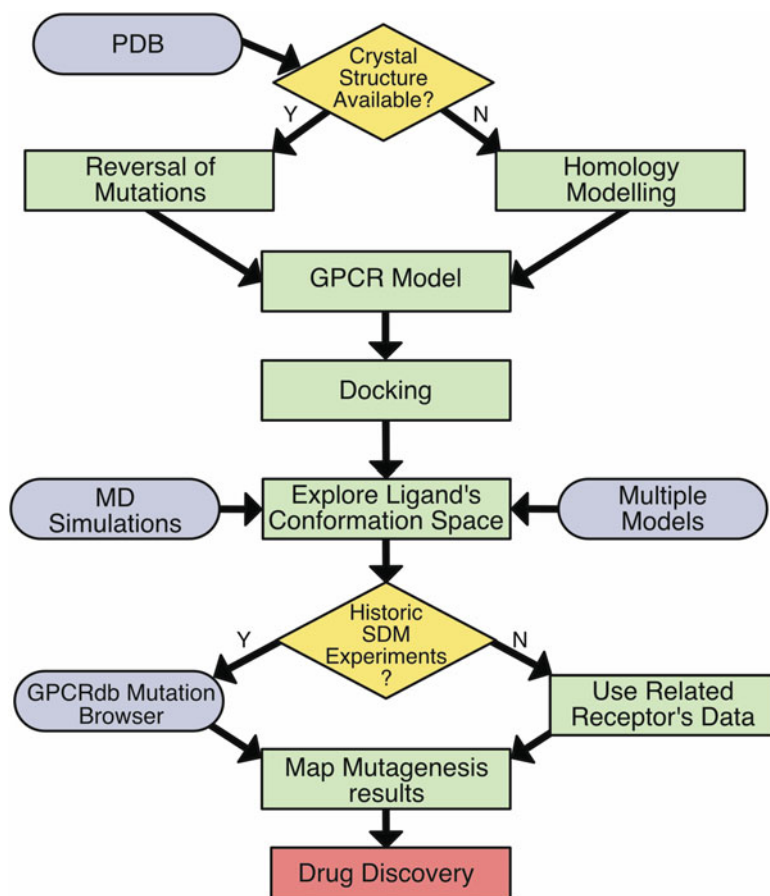 PDB
Crystal
Structure
Available?
Y
N
Reversal of
Mutations
Homology
Modelling
GPCR Model
Docking
MD
Simulations
Explore Ligand's
Conformation Space
Multiple
Models
Historic
SDM
Experiments
?
Y
N
GPCRdb Mutation
Browser
Use Related
Receptor's Data
Map Mutagenesis
results
Drug Discovery